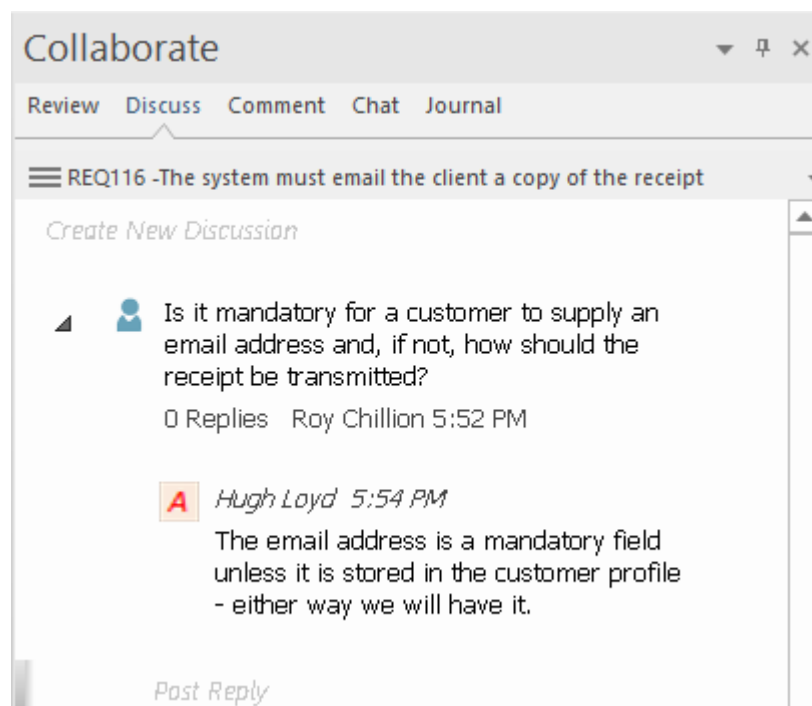 Collaborate
Review Discuss Comment Chat Journal
REQ116 -The system must email the client a copy of the receipt
Create New Discussion
Is it mandatory for a customer to supply an
email address and, if not, how should the
receipt be transmitted?
0 Replies Roy Chillion 5:52 PM
A Hugh Loyd 5:54 PM
The email address is a mandatory field
unless it is stored in the customer profile
- either way we will have it.
Post Reply